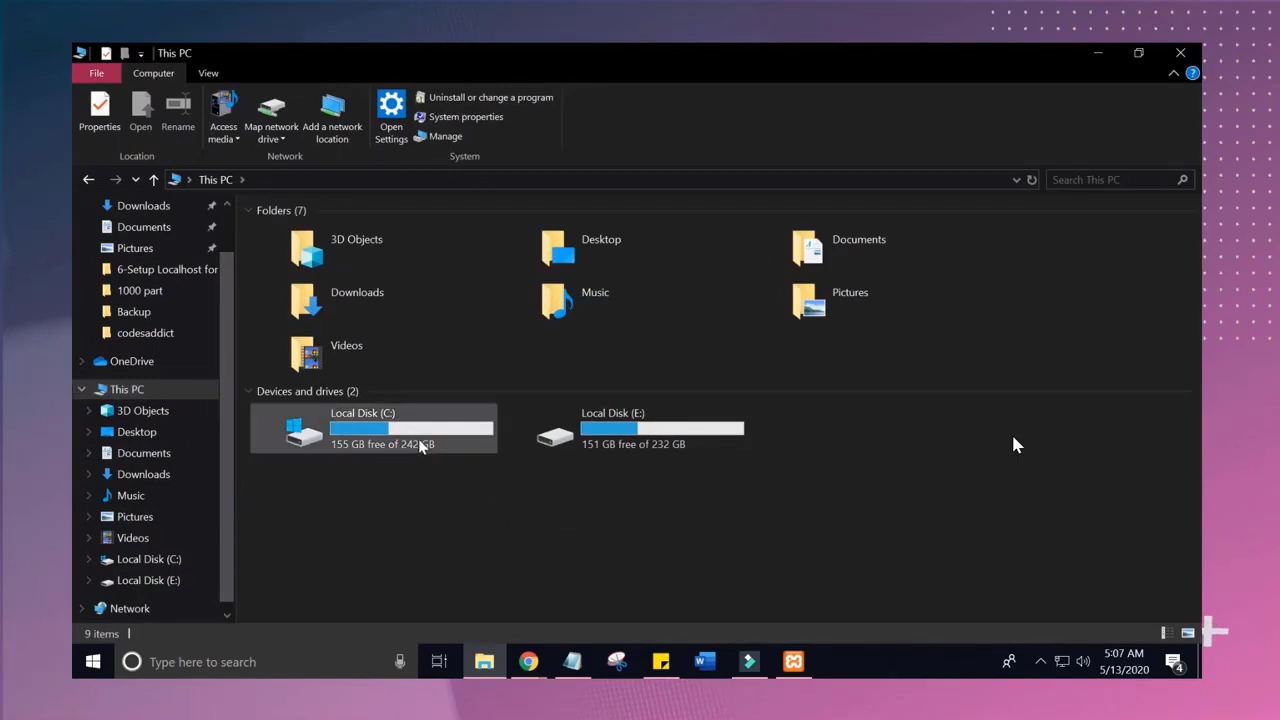 This PC
File
Computer
View
Properties
Open
Rename
Access media
Map network drive
Add a network location
Open Settings
Uninstall or change a program
System properties
Manage
Location
Network
System
This PC
Search This PC
Downloads
Documents
Pictures
6-Setup Localhost for
1000 part
Backup
codesaddict
OneDrive
This PC
3D Objects
Desktop
Documents
Downloads
Music
Pictures
Videos
Local Disk (C:)
Local Disk (E:)
Network
Folders (7)
3D Objects
Desktop
Documents
Downloads
Music
Pictures
Videos
Devices and drives (2)
Local Disk (C:)
155 GB free of 242 GB
Local Disk (E:)
151 GB free of 232 GB
9 items
Type here to search
5:07 AM
5/13/2020
4